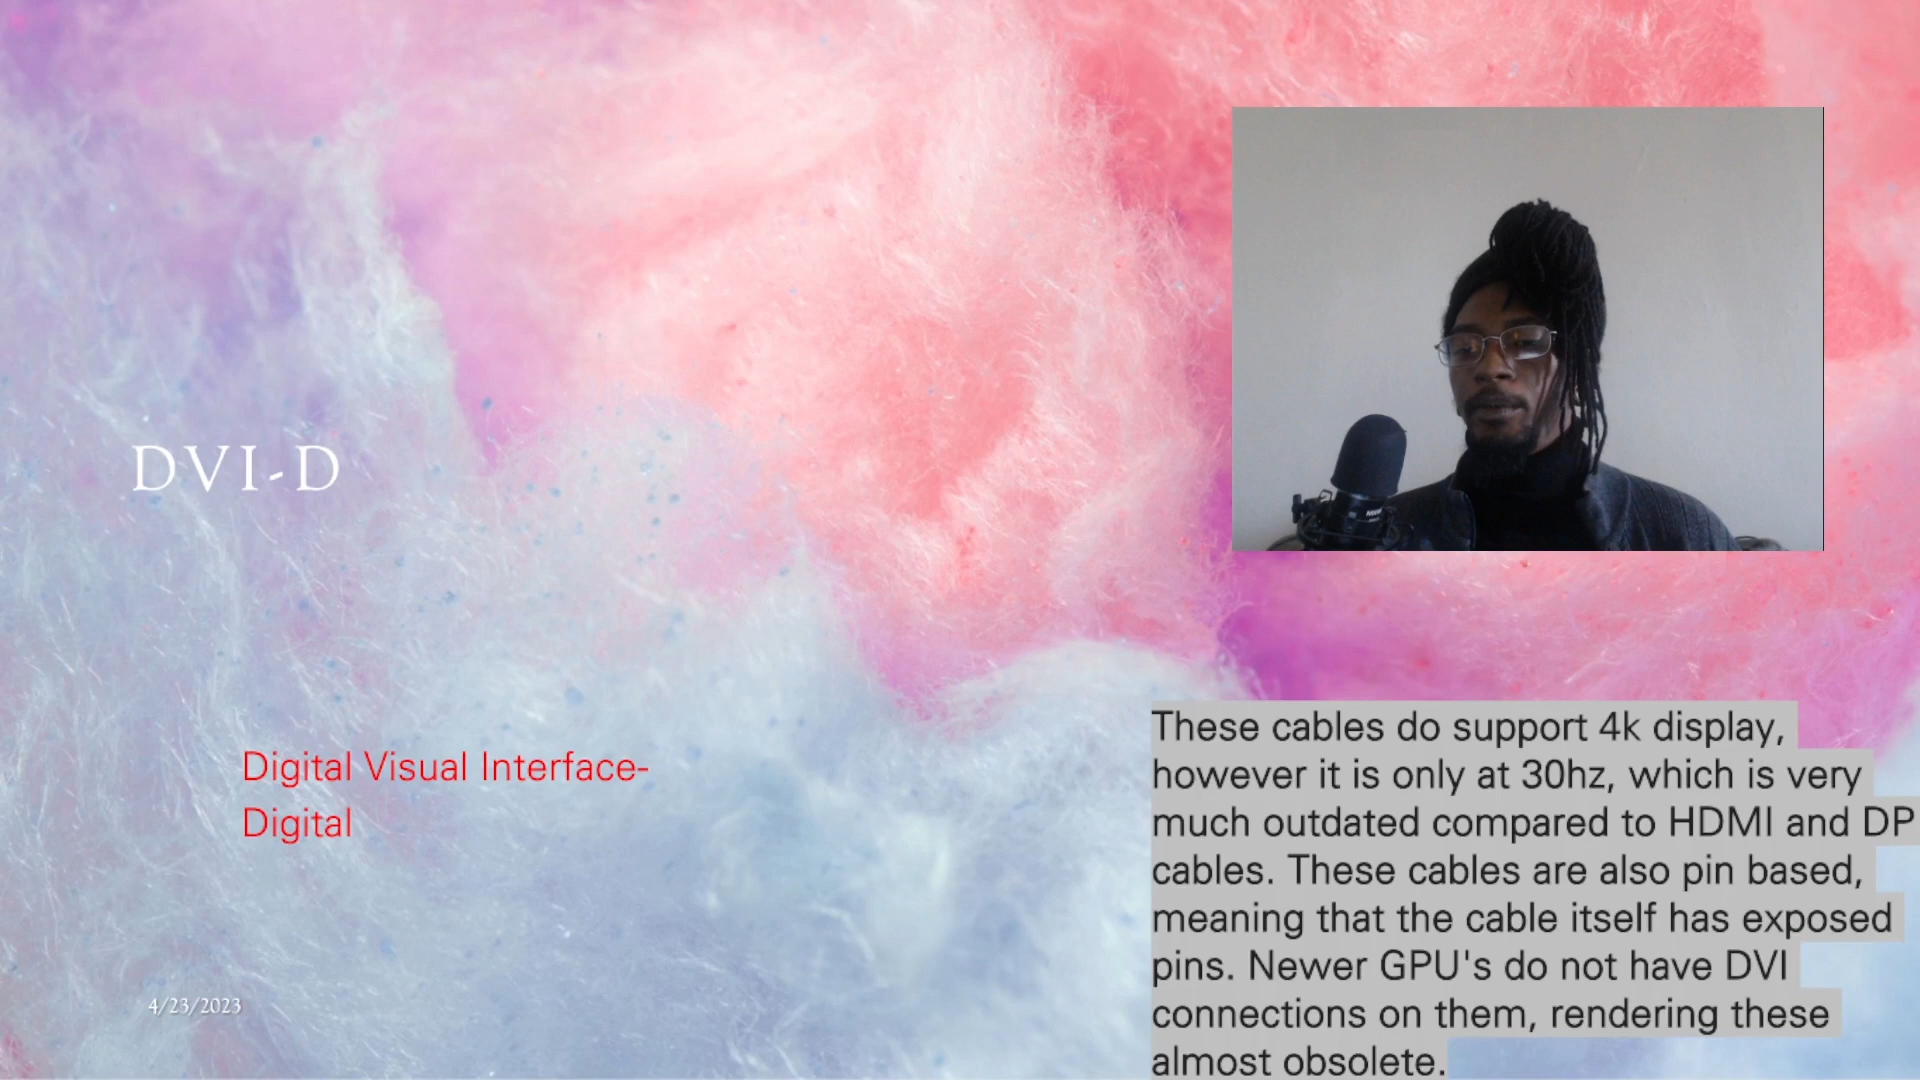 DVI-D
Digital Visual Interface-
Digital
4/23/2023
These cables do support 4k display,
however it is only at 30hz, which is very
much outdated compared to HDMI and DP
cables. These cables are also pin based,
meaning that the cable itself has exposed
pins. Newer GPU's do not have DVI
connections on them, rendering these
almost obsolete.